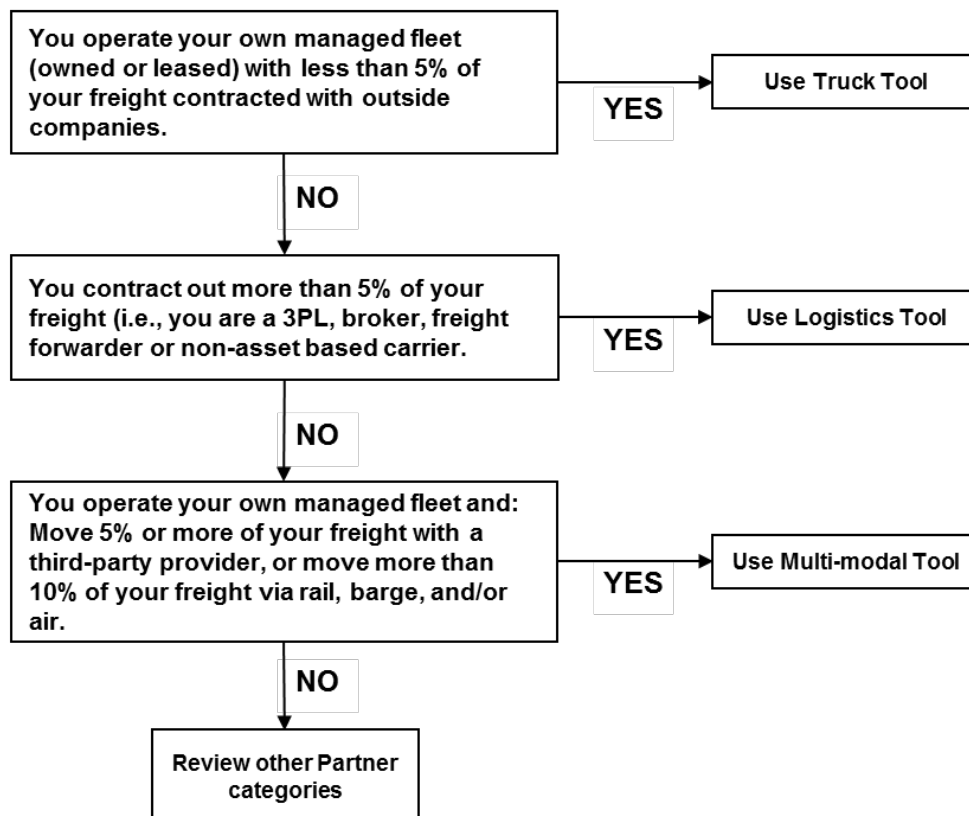 You operate your own managed fleet
(owned or leased) with less than 5% of
your freight contracted with outside
companies.
YES
Use Truck Tool
NO
You contract out more than 5% of your
freight (i.e., you are a 3PL, broker, freight
forwarder or non-asset based carrier.
YES
Use Logistics Tool
NO
You operate your own managed fleet and:
Move 5% or more of your freight with a
third-party provider, or move more than
10% of your freight via rail, barge, and/or
air.
YES
Use Multi-modal Tool
NO
Review other Partner
categories